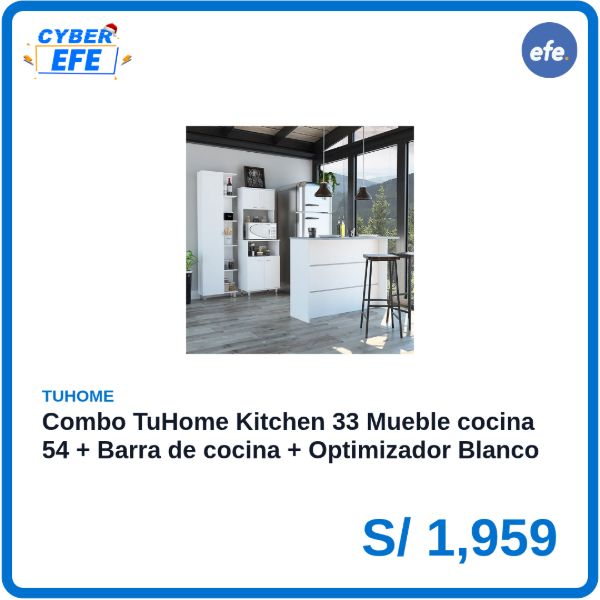 CYBER
EFE
efe.
TUHOME
Combo TuHome Kitchen 33 Mueble cocina
54 + Barra de cocina + Optimizador Blanco
S/ 1,959